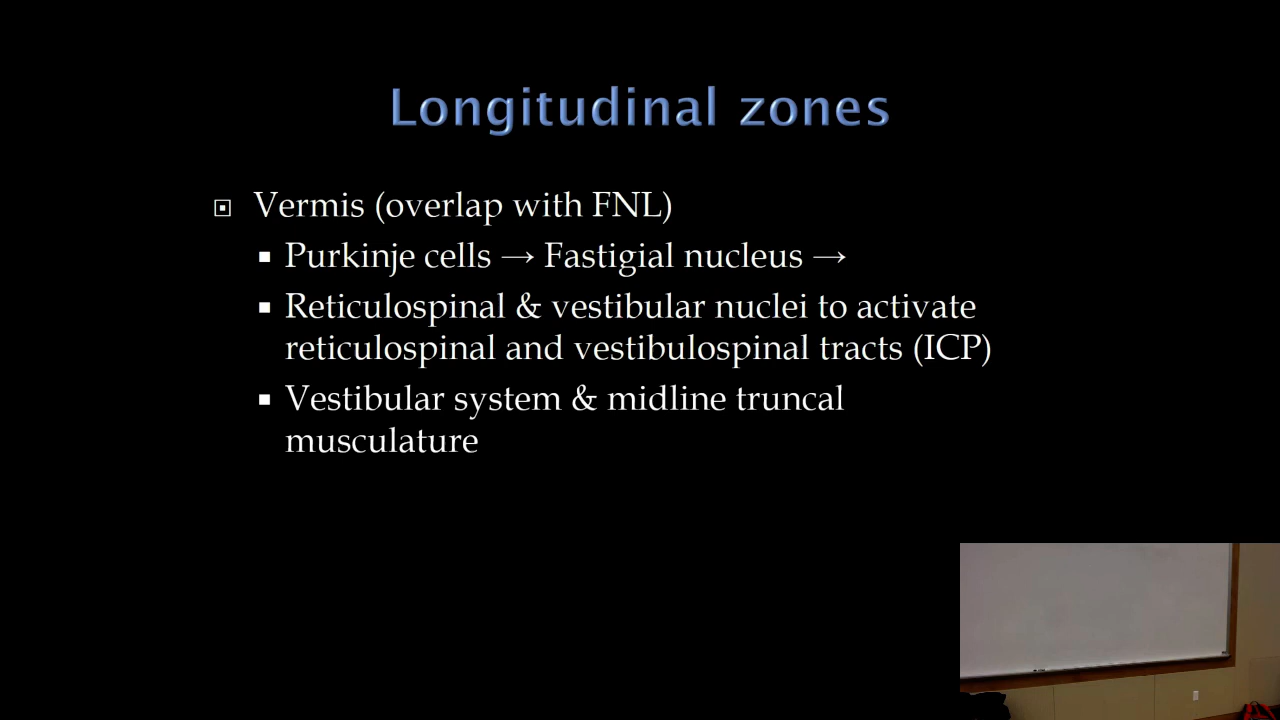 Longitudinal zones
Vermis (overlap with FNL)
Purkinje cells → Fastigial nucleus →
Reticulospinal & vestibular nuclei to activate
reticulospinal and vestibulospinal tracts (ICP)
Vestibular system & midline truncal
musculature